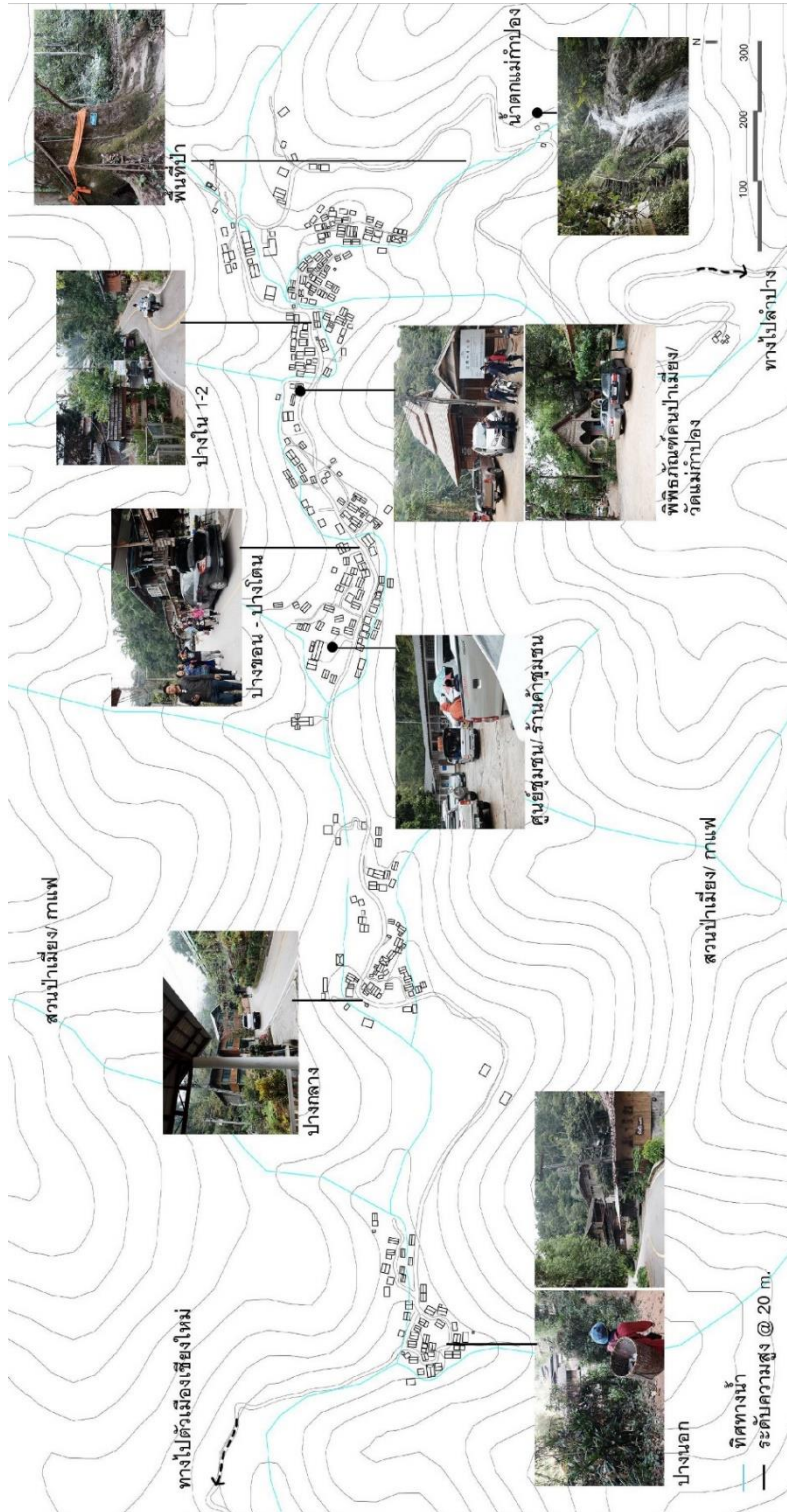 ทางไปตัวเมืองเชียงใหม่
สวนป่าเมี่ยง/ กาแฟ
ปางกลาง
ปางขอน - ปางโตน
ปางใน 1-2
พื้นที่ป่า
ปางนอก
ศูนย์ชุมชน/ ร้านค้าชุมชน
พิพิธภัณฑ์คนป่าเมี่ยง/
วัดแม่กำปอง
น้ำตกแม่กำปอง
สวนป่าเมี่ยง/ กาแฟ
ทางไปลำปาง
ทิศทางน้ำ
ระดับความสูง @ 20 m.
N
100 200 300